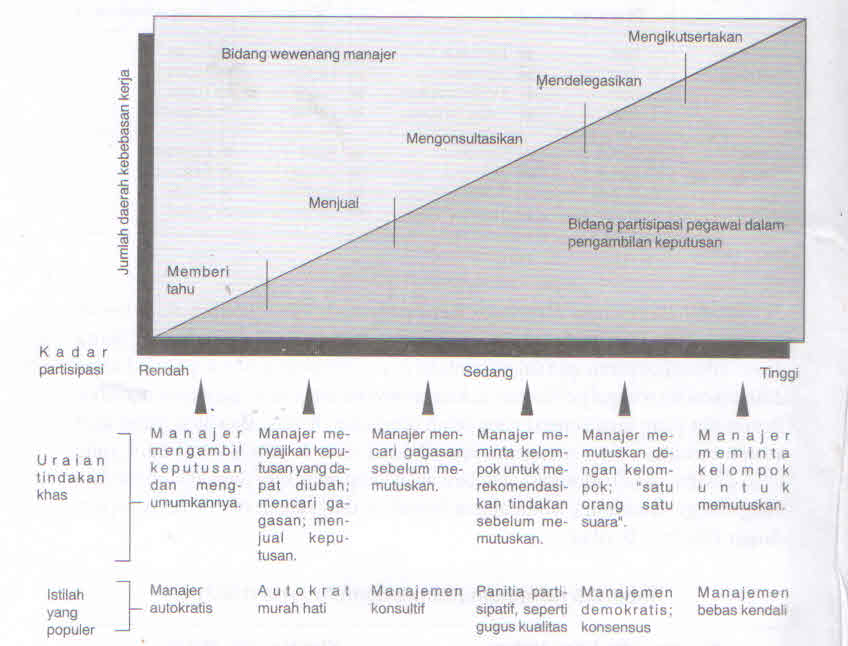 Mengikutsertakan
Bidang wewenang manajer
Mendelegasikan
Mengonsultasikan
Menjual
Bidang partisipasi pegawai dalam
pengambilan keputusan
Memberi
tahu
Jumlah daerah kebebasan kerja
Kadar
partisipasi
Rendah
Sedang
Tinggi
Uraian
tindakan
khas
Manajer
mengambil
keputusan
dan meng-
umumkannya.
Manajer me-
nyajikan kepu-
tusan yang da-
pat diubah;
mencari ga-
gasan; men-
jual kepu-
tusan.
Manajer men-
cari gagasan
sebelum me-
mutuskan.
Manajer me-
minta kelom-
pok untuk me-
rekomendasi-
kan tindakan
sebelum me-
mutuskan.
Manajer me-
mutuskan de-
ngan kelom-
pok; "satu
orang satu
suara".
Manajer
meminta
kelompok
untuk
memutuskan.
Istilah
yang
populer
Manajer
autokratis
Autokrat
murah hati
Manajemen
konsultif
Panitia parti-
sipatif, seperti
gugus kualitas
Manajemen
demokratis;
konsensus
Manajemen
bebas kendali